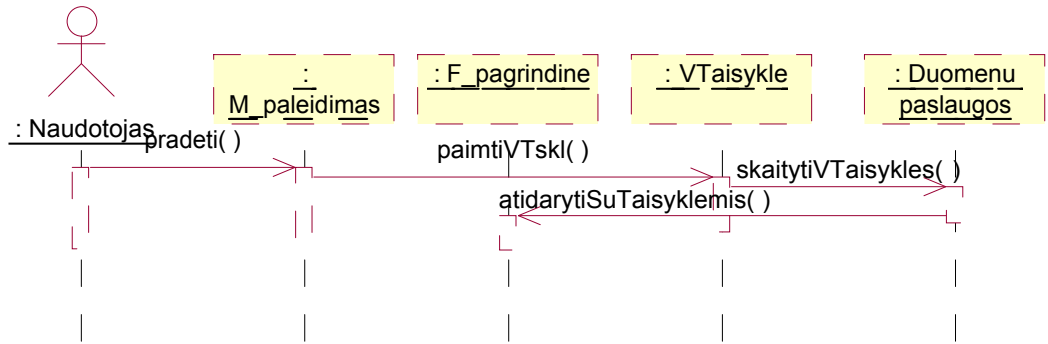 :
M_paleidimas
: F_pagrindine
: VTaisykle
: Duomenu
paslaugos
: Naudotojas
pradeti( )
paimtiVTskl( )
skaitytiVTaisykles( )
atidarytiSuTaisyklemis( )